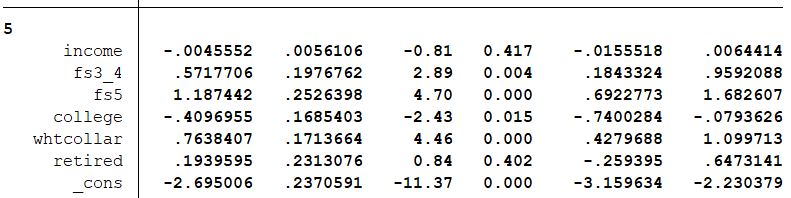 5
income -.0045552 .0056106 -0.81 0.417 -.0155518 .0064414
fs3_4 .5717706 .1976762 2.89 0.004 .1843324 .9592088
fs5 1.187442 .2526398 4.70 0.000 .6922773 1.682607
college -.4096955 .1685403 -2.43 0.015 -.7400284 -.0793626
whtcollar .7638407 .1713664 4.46 0.000 .4279688 1.099713
retired .1939595 .2313076 0.84 0.402 -.259395 .6473141
_cons -2.695006 .2370591 -11.37 0.000 -3.159634 -2.230379